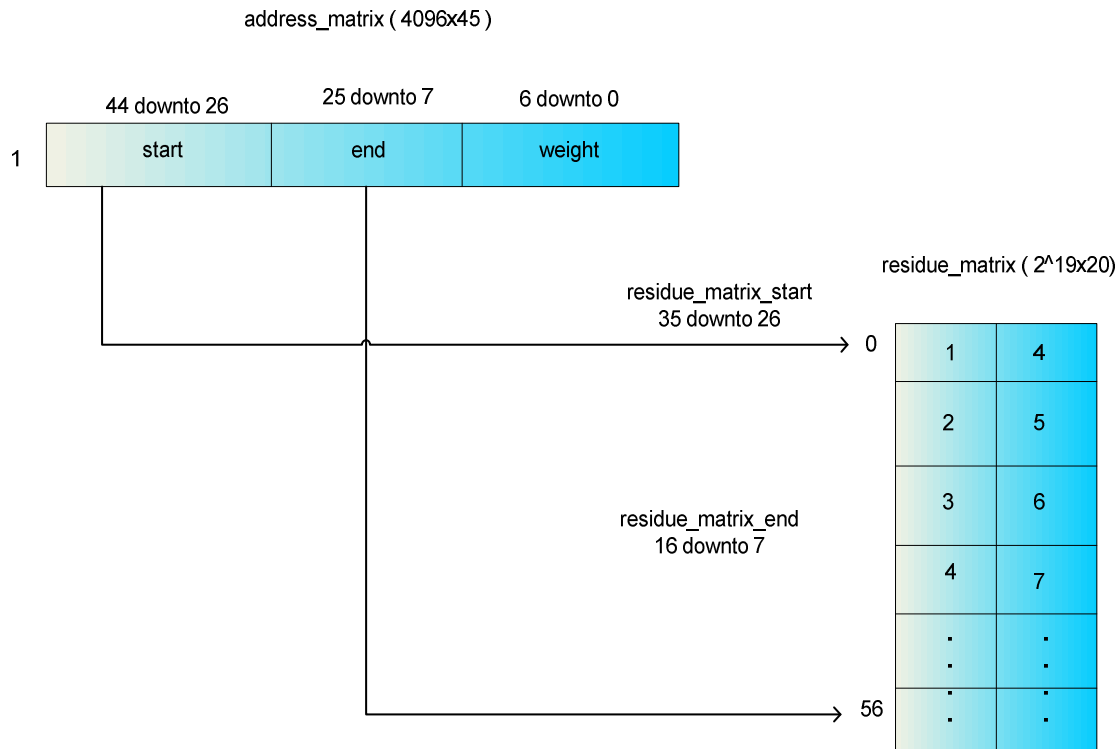 address_matrix ( 4096x45 )
44 downto 26
25 downto 7
6 downto 0
1
start
end
weight
residue_matrix ( 2^19x20)
residue_matrix_start
35 downto 26
0
1 4
2 5
3 6
residue_matrix_end
16 downto 7
4 7
. .
. .
. .
56
. .